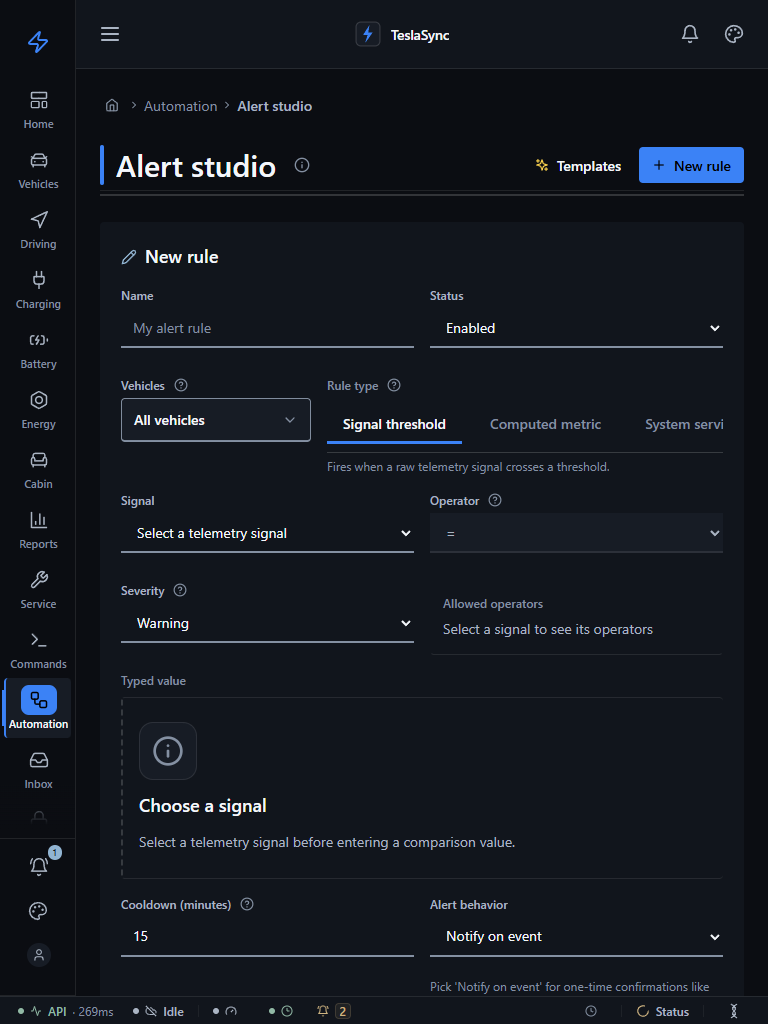 TeslaSync
Automation
Alert studio
Alert studio
Templates
New rule
Home
Vehicles
Driving
Charging
Battery
Energy
Cabin
Reports
Service
Commands
Automation
Inbox
1
New rule
Name
Status
My alert rule
Enabled
Vehicles
Rule type
All vehicles
Signal threshold
Computed metric
System servi
Fires when a raw telemetry signal crosses a threshold.
Signal
Operator
Select a telemetry signal
=
Severity
Warning
Allowed operators
Select a signal to see its operators
Typed value
Choose a signal
Select a telemetry signal before entering a comparison value.
Cooldown (minutes)
Alert behavior
15
Notify on event
Pick 'Notify on event' for one-time confirmations like
API · 269ms
Idle
2
Status